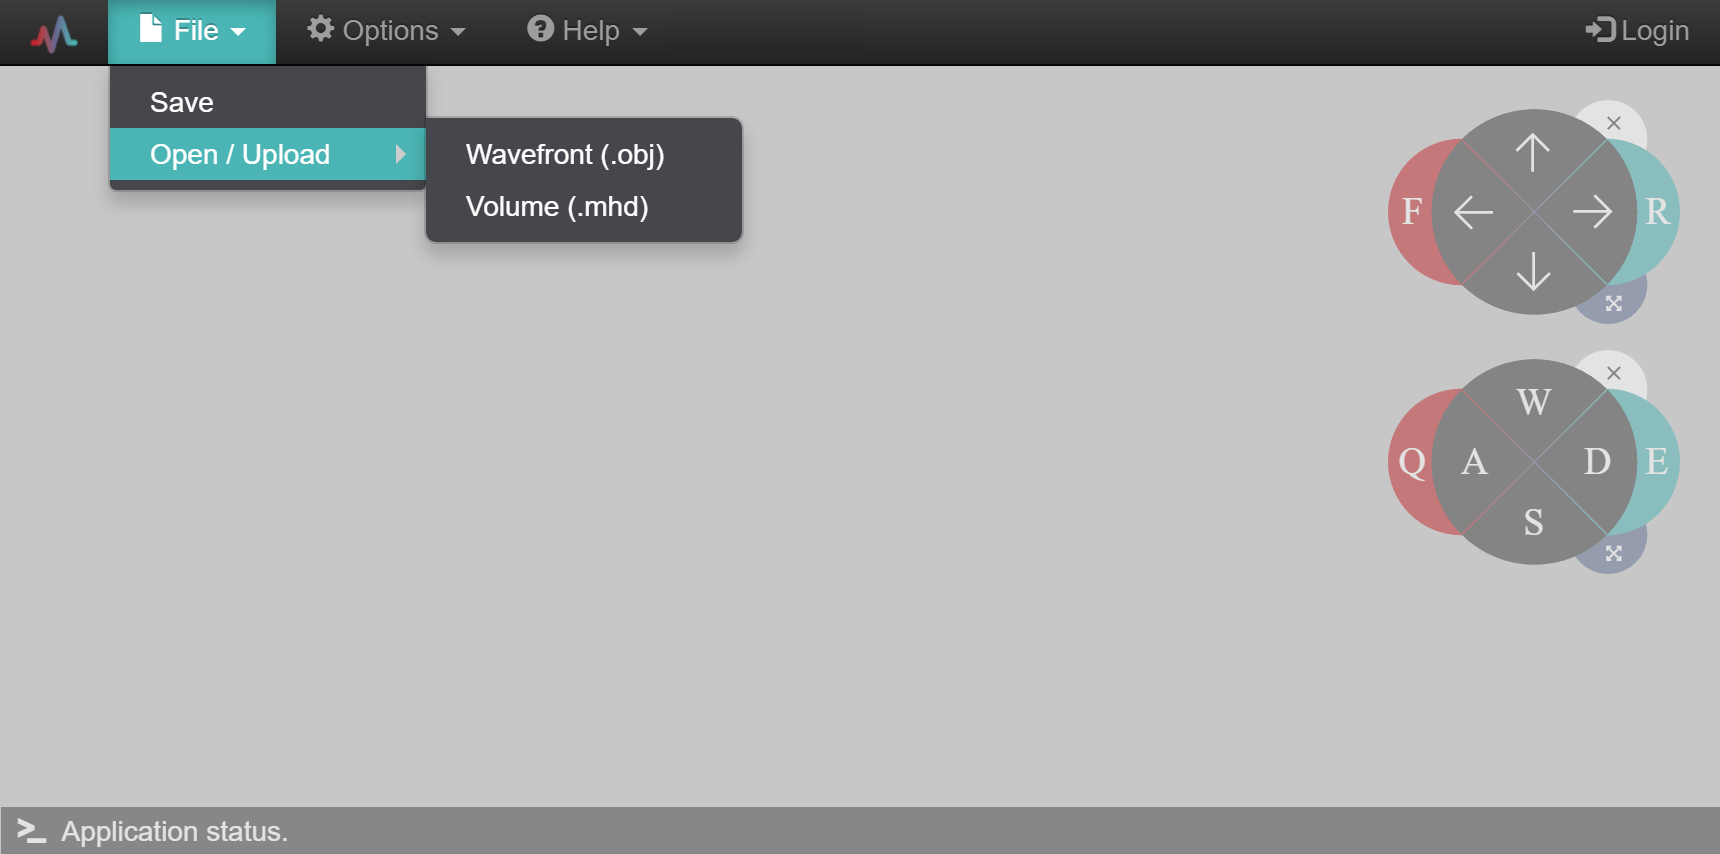 File Options Help Login
Save
Open / Upload Wavefront (.obj)
Volume (.mhd)
F R
W
Q A D E
S
Application status.